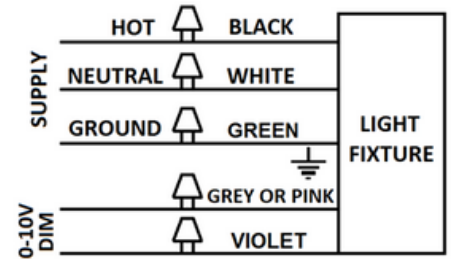 HOT BLACK
NEUTRAL WHITE
GROUND GREEN
GREY OR PINK
VIOLET
SUPPLY
0-10V
DIM
LIGHT
FIXTURE